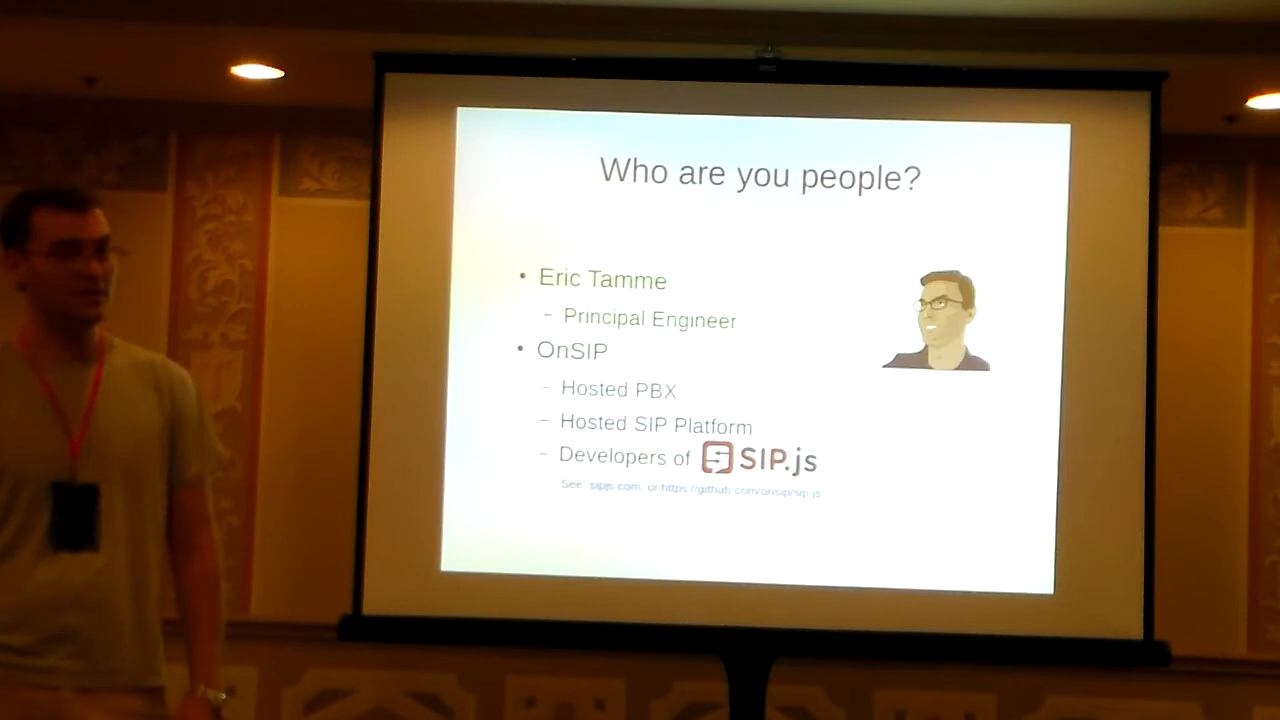 Who are you people?
• Eric Tamme
– Principal Engineer
• OnSIP
– Hosted PBX
– Hosted SIP Platform
– Developers of SIP.js
See: sipjs.com or https://github.com/onsip/sip.js